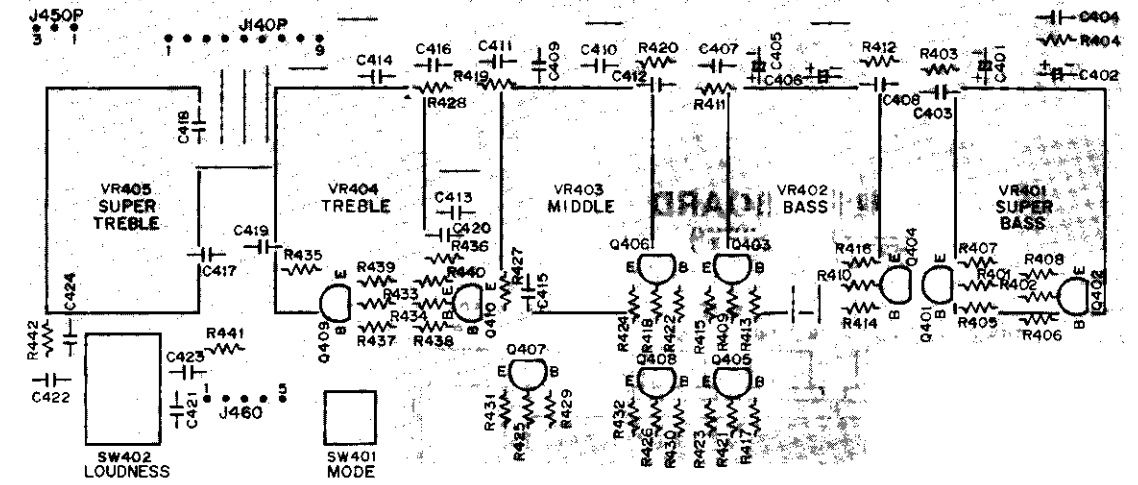 J450P
3 1
J140P
1 9
C414
C416
C411
C409
C410
R420
C407
C405
R412
R403
C401
C404
R404
R419
R428
C412
R411
C406
C408
C403
C402
C418
VR405
SUPER
TREBLE
VR404
TREBLE
VR403
MIDDLE
VR402
BASS
VR401
SUPER
BASS
C413
C420
R436
C419
C417
R435
R439
R433
R434
R437
R440
R438
R427
C415
Q409
B E
Q410
B E
E
Q406
E B
Q403
E B
R416
R410
R414
Q404
E
B
Q401
E
B
R407
R401
R402
R405
R408
R406
Q402
E
B
C424
R442
R441
C423
C422
C421
1 5
J460
R424
R418
R422
R415
R409
R413
Q407
E B
Q408
E B
Q405
E B
R431
R425
R429
R432
R426
R430
R423
R421
R417
SW402
LOUDNESS
SW401
MODE